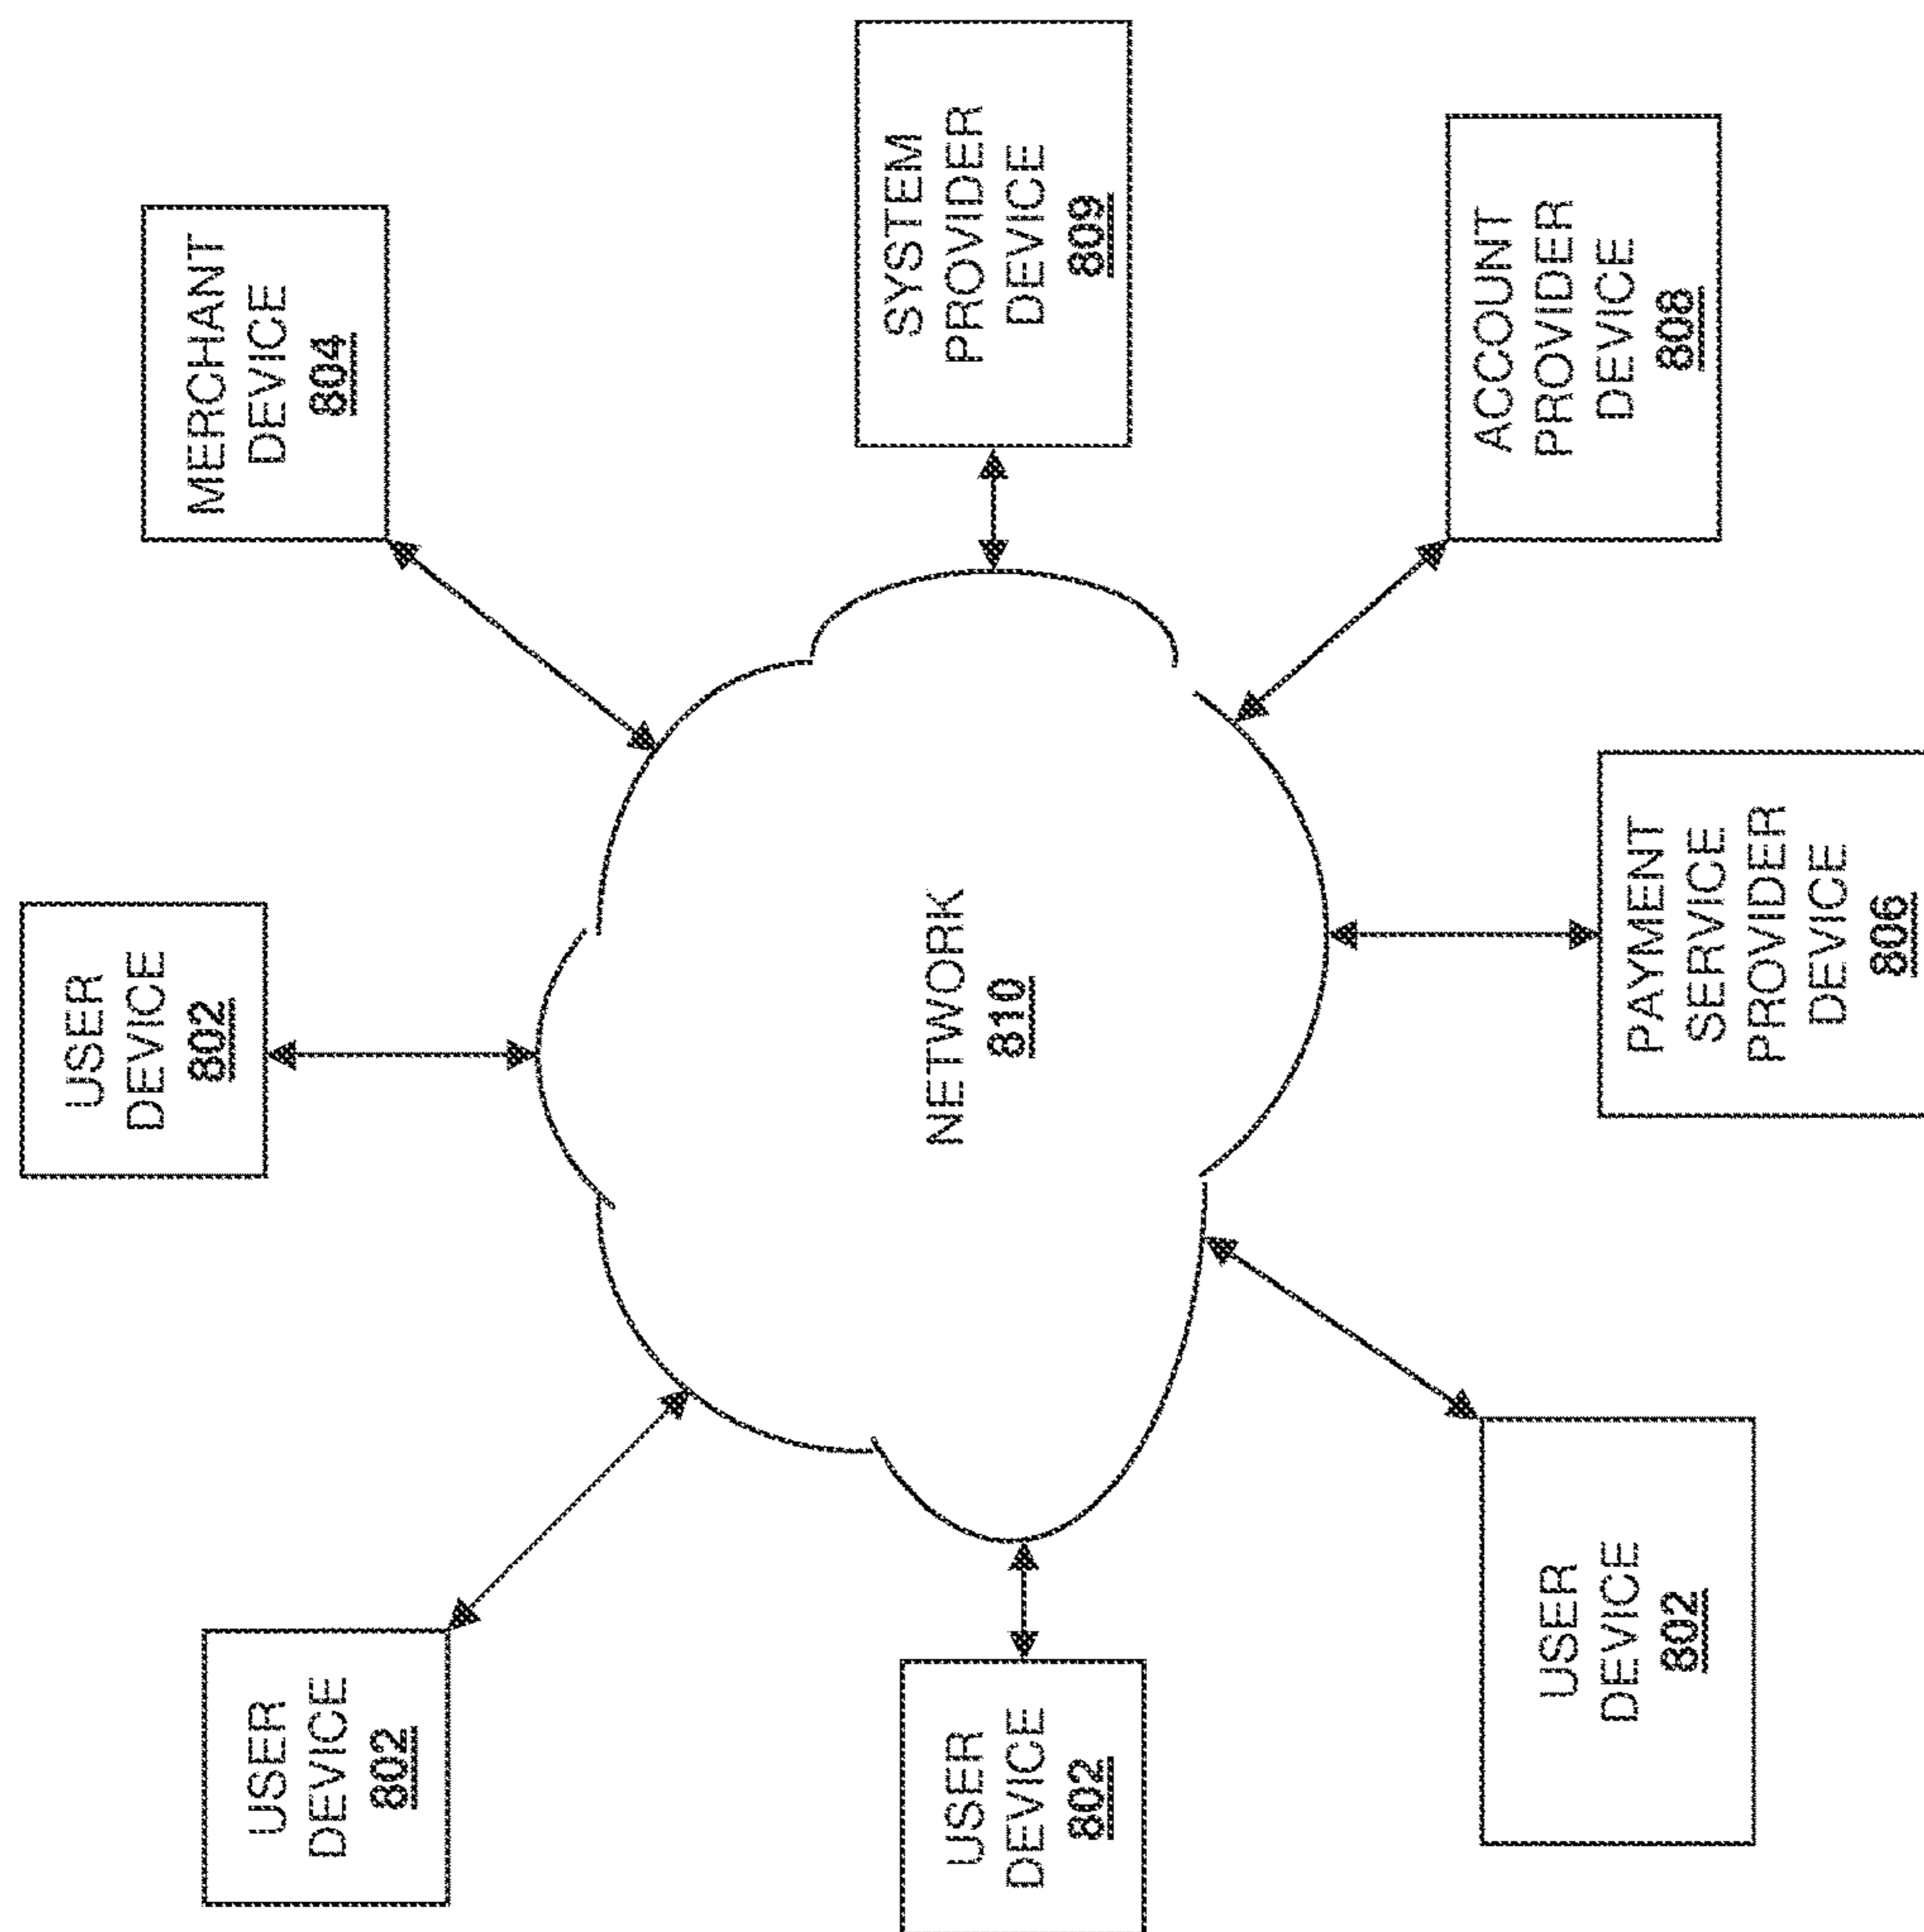 USER
DEVICE
802
USER
DEVICE
802
MERCHANT
DEVICE
804
USER
DEVICE
802
NETWORK
810
SYSTEM
PROVIDER
DEVICE
809
USER
DEVICE
802
PAYMENT
SERVICE
PROVIDER
DEVICE
806
ACCOUNT
PROVIDER
DEVICE
808